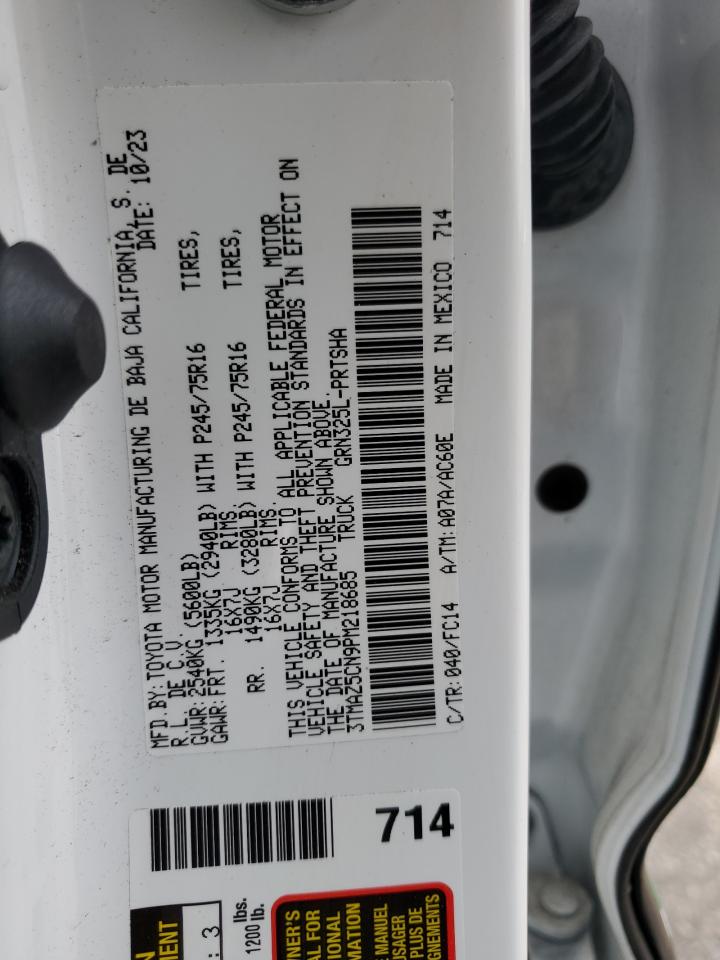 MFD.BY:TOYOTA MOTOR MANUFACTURING DE BAJA CALIFORNIA, S. DE
R.L. DE C.V. DATE: 10/23
GVWR:2540KG (5600LB)
GAWR:FRT. 1335KG (2940LB) WITH P245/75R16 TIRES,
16X7J RIMS.
RR. 1490KG (3280LB) WITH P245/75R16 TIRES,
16X7J RIMS.
THIS VEHICLE CONFORMS TO ALL APPLICABLE FEDERAL MOTOR
VEHICLE SAFETY AND THEFT PREVENTION STANDARDS IN EFFECT ON
THE DATE OF MANUFACTURE SHOWN ABOVE.
3TMAZ5CN9PM218685 TRUCK GRN325L-PRTSHA
C/TR:040/FC14 A/TM:A07A/AC60E MADE IN MEXICO 714
714
: 3
lbs.
1200 lb.